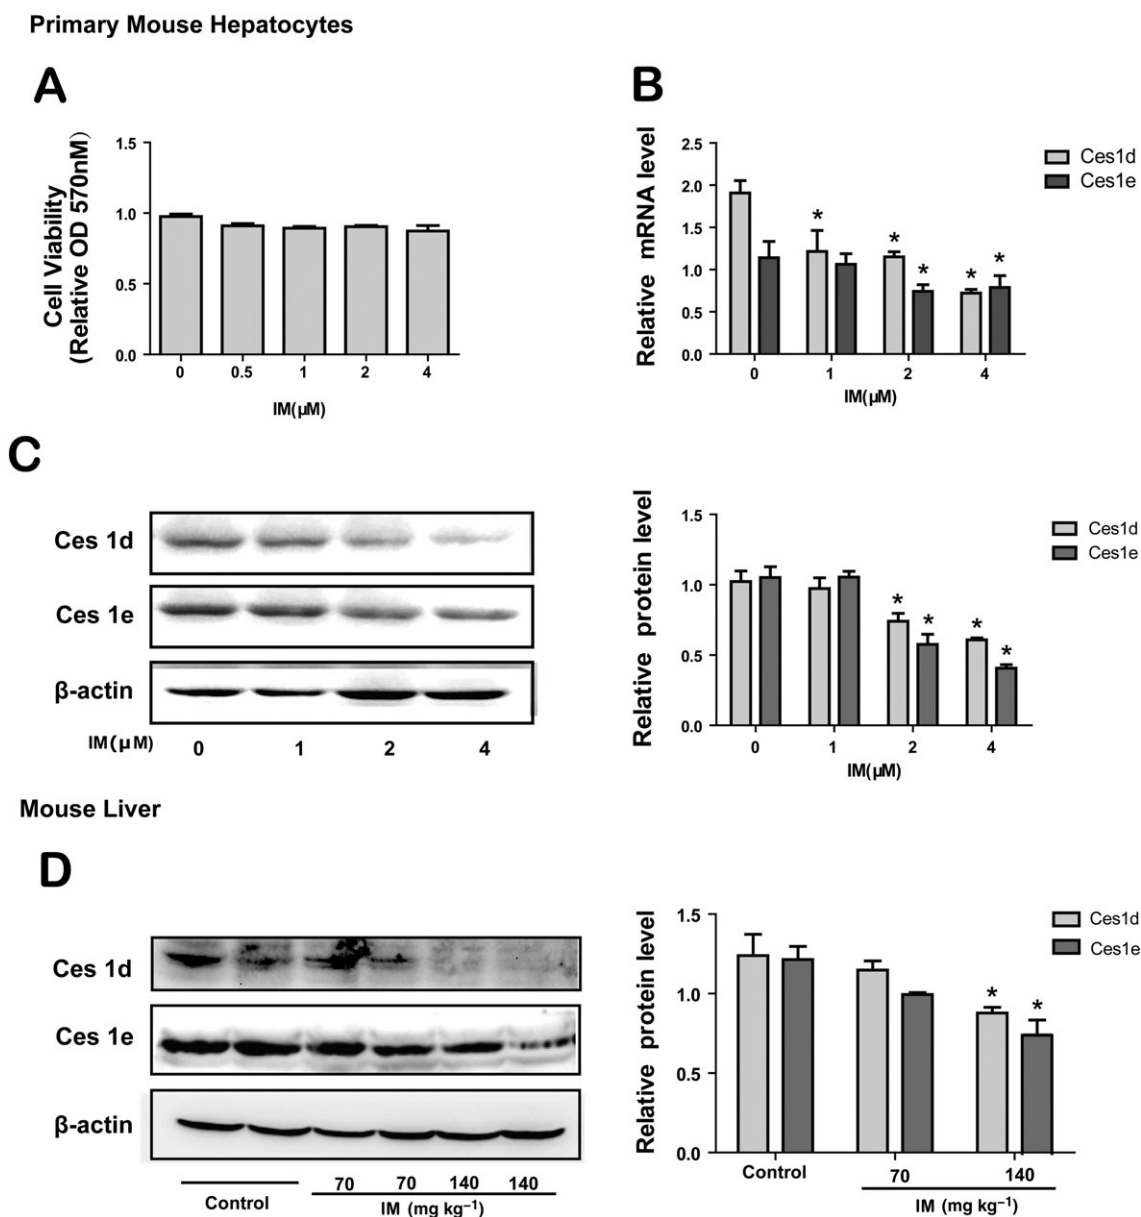 Primary Mouse Hepatocytes
A
Cell Viability
(Relative OD 570nM)
1.5
1.0
0.5
0.0
0 0.5 1 2 4
IM(µM)
B
Relative mRNA level
2.5
2.0
1.5
1.0
0.5
0.0
* * * * *
0 1 2 4
IM(µM)
Ces1d
Ces1e
C
Ces 1d
Ces 1e
β-actin
IM(µM) 0 1 2 4
Relative protein level
1.5
1.0
0.5
0.0
* * * *
0 1 2 4
IM(µM)
Ces1d
Ces1e
Mouse Liver
D
Ces 1d
Ces 1e
β-actin
Control 70 70 140 140
IM (mg kg⁻¹)
Relative protein level
1.5
1.0
0.5
0.0
* *
Control 70 140
IM (mg kg⁻¹)
Ces1d
Ces1e